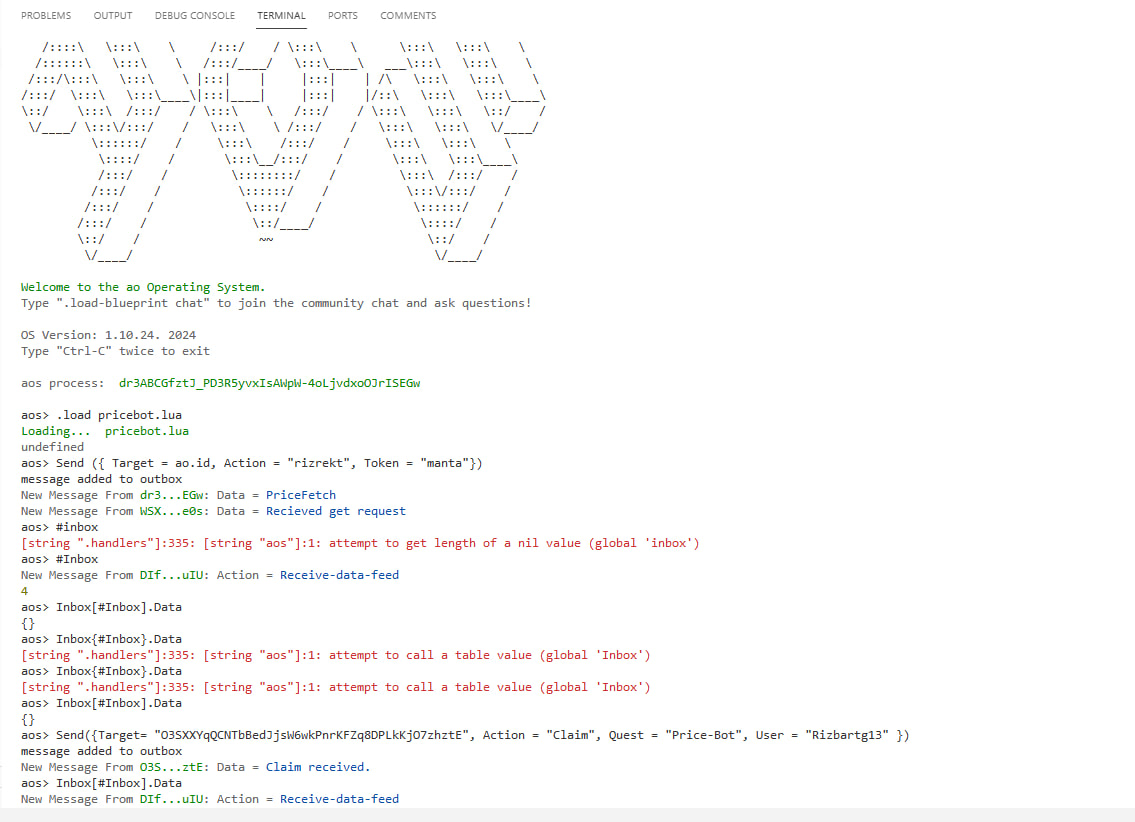 PROBLEMS OUTPUT DEBUG CONSOLE TERMINAL PORTS COMMENTS
Welcome to the ao Operating System.
Type ".load-blueprint chat" to join the community chat and ask questions!
OS Version: 1.10.24. 2024
Type "Ctrl-C" twice to exit
aos process:  dr3ABCGfztJ_PD3R5yvxIsAWpW-4oLjvdxoOJrISEGw
aos> .load pricebot.lua
Loading...  pricebot.lua
undefined
aos> Send ({ Target = ao.id, Action = "rizrekt", Token = "manta"})
message added to outbox
New Message From dr3...EGw: Data = PriceFetch
New Message From WSX...e0s: Data = Recieved get request
aos> #inbox
[string ".handlers"]:335: [string "aos"]:1: attempt to get length of a nil value (global 'inbox')
aos> #Inbox
New Message From DIf...uIU: Action = Receive-data-feed
4
aos> Inbox[#Inbox].Data
{}
aos> Inbox{#Inbox}.Data
[string ".handlers"]:335: [string "aos"]:1: attempt to call a table value (global 'Inbox')
aos> Inbox{#Inbox}.Data
[string ".handlers"]:335: [string "aos"]:1: attempt to call a table value (global 'Inbox')
aos> Inbox[#Inbox].Data
{}
aos> Send({Target= "O3SXXYqQCNTbBedJjsW6wkPnrKFZq8DPLkKjO7zhztE", Action = "Claim", Quest = "Price-Bot", User = "Rizbartg13" })
message added to outbox
New Message From O3S...ztE: Data = Claim received.
aos> Inbox[#Inbox].Data
New Message From DIf...uIU: Action = Receive-data-feed